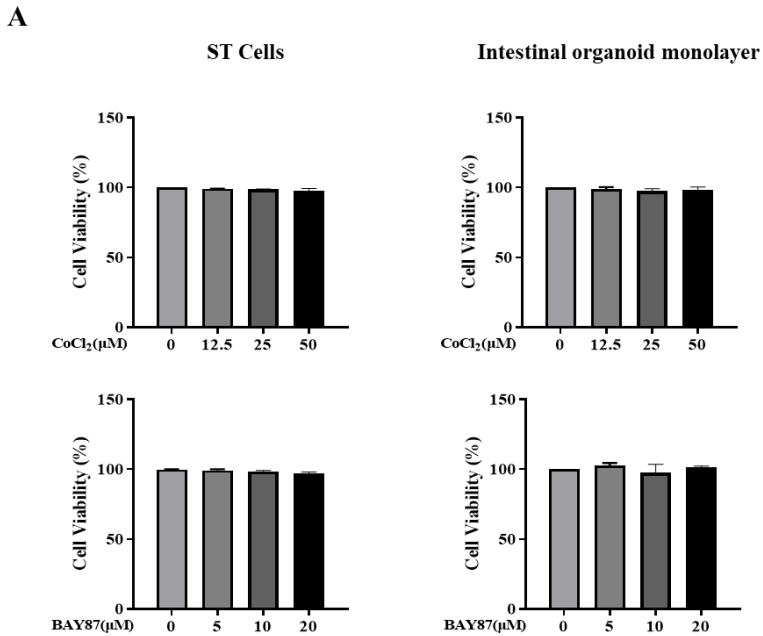 A
ST Cells
Intestinal organoid monolayer
150
100
50
0
Cell Viability (%)
CoCl₂(μM) 0 12.5 25 50
150
100
50
0
Cell Viability (%)
CoCl₂(μM) 0 12.5 25 50
150
100
50
0
Cell Viability (%)
BAY87(μM) 0 5 10 20
150
100
50
0
Cell Viability (%)
BAY87(μM) 0 5 10 20